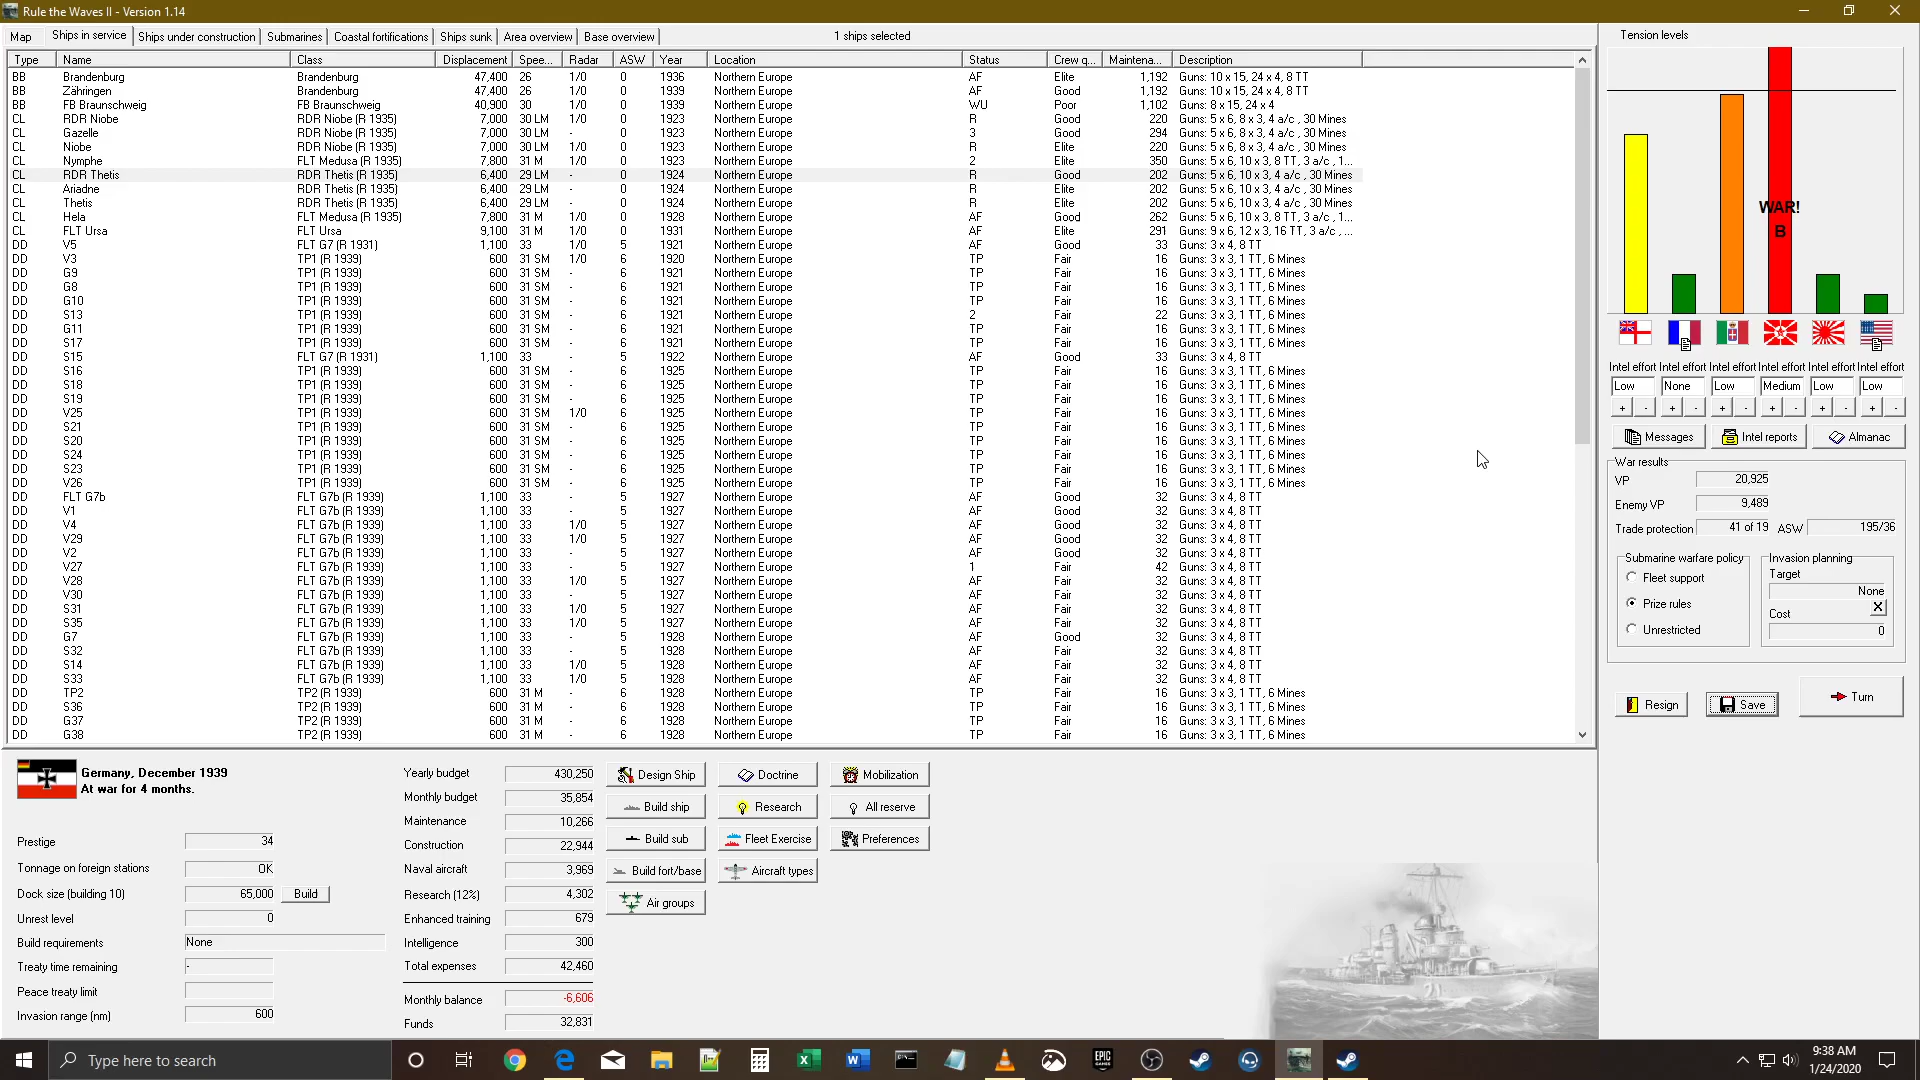 Rule the Waves II - Version 1.14
Map Ships in service Ships under construction Submarines Coastal fortifications Ships sunk Area overview Base overview 1 ships selected
Type Name Class Displacement Spee... Radar ASW Year Location Status Crew q... Maintena... Description
BB Brandenburg Brandenburg 47,400 26 1/0 0 1936 Northern Europe AF Elite 1,192 Guns: 10 x 15, 24 x 4, 8 TT
BB Zähringen Brandenburg 47,400 26 1/0 0 1939 Northern Europe AF Good 1,192 Guns: 10 x 15, 24 x 4, 8 TT
BB FB Braunschweig FB Braunschweig 40,900 30 1/0 0 1939 Northern Europe WU Poor 1,102 Guns: 8 x 15, 24 x 4
CL RDR Niobe RDR Niobe (R 1935) 7,000 30 LM 1/0 0 1923 Northern Europe R Good 220 Guns: 5 x 6, 8 x 3, 4 a/c , 30 Mines
CL Gazelle RDR Niobe (R 1935) 7,000 30 LM - 0 1923 Northern Europe 3 Good 294 Guns: 5 x 6, 8 x 3, 4 a/c , 30 Mines
CL Niobe RDR Niobe (R 1935) 7,000 30 LM 1/0 0 1923 Northern Europe R Elite 220 Guns: 5 x 6, 8 x 3, 4 a/c , 30 Mines
CL Nymphe FLT Medusa (R 1935) 7,800 31 M 1/0 0 1923 Northern Europe 2 Elite 350 Guns: 5 x 6, 10 x 3, 8 TT, 3 a/c , 1...
CL RDR Thetis RDR Thetis (R 1935) 6,400 29 LM - 0 1924 Northern Europe R Good 202 Guns: 5 x 6, 10 x 3, 4 a/c , 30 Mines
CL Ariadne RDR Thetis (R 1935) 6,400 29 LM - 0 1924 Northern Europe R Elite 202 Guns: 5 x 6, 10 x 3, 4 a/c , 30 Mines
CL Thetis RDR Thetis (R 1935) 6,400 29 LM - 0 1924 Northern Europe R Elite 202 Guns: 5 x 6, 10 x 3, 4 a/c , 30 Mines
CL Hela FLT Medusa (R 1935) 7,800 31 M 1/0 0 1928 Northern Europe AF Good 262 Guns: 5 x 6, 10 x 3, 8 TT, 3 a/c , 1...
CL FLT Ursa FLT Ursa 9,100 31 M 1/0 0 1931 Northern Europe AF Elite 291 Guns: 9 x 6, 12 x 3, 16 TT, 3 a/c , ...
DD V5 FLT G7 (R 1931) 1,100 33 1/0 5 1921 Northern Europe AF Good 33 Guns: 3 x 4, 8 TT
DD V3 TP1 (R 1939) 600 31 SM 1/0 6 1920 Northern Europe TP Fair 16 Guns: 3 x 3, 1 TT, 6 Mines
DD G9 TP1 (R 1939) 600 31 SM - 6 1921 Northern Europe TP Fair 16 Guns: 3 x 3, 1 TT, 6 Mines
DD G8 TP1 (R 1939) 600 31 SM - 6 1921 Northern Europe TP Fair 16 Guns: 3 x 3, 1 TT, 6 Mines
DD G10 TP1 (R 1939) 600 31 SM - 6 1921 Northern Europe TP Fair 16 Guns: 3 x 3, 1 TT, 6 Mines
DD S13 TP1 (R 1939) 600 31 SM - 6 1921 Northern Europe 2 Fair 22 Guns: 3 x 3, 1 TT, 6 Mines
DD G11 TP1 (R 1939) 600 31 SM - 6 1921 Northern Europe TP Fair 16 Guns: 3 x 3, 1 TT, 6 Mines
DD S17 TP1 (R 1939) 600 31 SM - 6 1921 Northern Europe TP Fair 16 Guns: 3 x 3, 1 TT, 6 Mines
DD S15 FLT G7 (R 1931) 1,100 33 - 5 1922 Northern Europe AF Good 33 Guns: 3 x 4, 8 TT
DD S16 TP1 (R 1939) 600 31 SM - 6 1925 Northern Europe TP Fair 16 Guns: 3 x 3, 1 TT, 6 Mines
DD S18 TP1 (R 1939) 600 31 SM - 6 1925 Northern Europe TP Fair 16 Guns: 3 x 3, 1 TT, 6 Mines
DD S19 TP1 (R 1939) 600 31 SM - 6 1925 Northern Europe TP Fair 16 Guns: 3 x 3, 1 TT, 6 Mines
DD V25 TP1 (R 1939) 600 31 SM 1/0 6 1925 Northern Europe TP Fair 16 Guns: 3 x 3, 1 TT, 6 Mines
DD S21 TP1 (R 1939) 600 31 SM - 6 1925 Northern Europe TP Fair 16 Guns: 3 x 3, 1 TT, 6 Mines
DD S20 TP1 (R 1939) 600 31 SM - 6 1925 Northern Europe TP Fair 16 Guns: 3 x 3, 1 TT, 6 Mines
DD S24 TP1 (R 1939) 600 31 SM - 6 1925 Northern Europe TP Fair 16 Guns: 3 x 3, 1 TT, 6 Mines
DD S23 TP1 (R 1939) 600 31 SM - 6 1925 Northern Europe TP Fair 16 Guns: 3 x 3, 1 TT, 6 Mines
DD V26 TP1 (R 1939) 600 31 SM - 6 1925 Northern Europe TP Fair 16 Guns: 3 x 3, 1 TT, 6 Mines
DD FLT G7b FLT G7b (R 1939) 1,100 33 - 5 1927 Northern Europe AF Good 32 Guns: 3 x 4, 8 TT
DD V1 FLT G7b (R 1939) 1,100 33 - 5 1927 Northern Europe AF Good 32 Guns: 3 x 4, 8 TT
DD V4 FLT G7b (R 1939) 1,100 33 1/0 5 1927 Northern Europe AF Good 32 Guns: 3 x 4, 8 TT
DD V29 FLT G7b (R 1939) 1,100 33 1/0 5 1927 Northern Europe AF Good 32 Guns: 3 x 4, 8 TT
DD V2 FLT G7b (R 1939) 1,100 33 - 5 1927 Northern Europe AF Good 32 Guns: 3 x 4, 8 TT
DD V27 FLT G7b (R 1939) 1,100 33 - 5 1927 Northern Europe 1 Fair 42 Guns: 3 x 4, 8 TT
DD V28 FLT G7b (R 1939) 1,100 33 1/0 5 1927 Northern Europe AF Fair 32 Guns: 3 x 4, 8 TT
DD V30 FLT G7b (R 1939) 1,100 33 - 5 1927 Northern Europe AF Fair 32 Guns: 3 x 4, 8 TT
DD S31 FLT G7b (R 1939) 1,100 33 1/0 5 1927 Northern Europe AF Fair 32 Guns: 3 x 4, 8 TT
DD S35 FLT G7b (R 1939) 1,100 33 1/0 5 1927 Northern Europe AF Fair 32 Guns: 3 x 4, 8 TT
DD G7 FLT G7b (R 1939) 1,100 33 - 5 1928 Northern Europe AF Good 32 Guns: 3 x 4, 8 TT
DD S32 FLT G7b (R 1939) 1,100 33 - 5 1928 Northern Europe AF Fair 32 Guns: 3 x 4, 8 TT
DD S14 FLT G7b (R 1939) 1,100 33 1/0 5 1928 Northern Europe AF Fair 32 Guns: 3 x 4, 8 TT
DD S33 FLT G7b (R 1939) 1,100 33 1/0 5 1928 Northern Europe AF Fair 32 Guns: 3 x 4, 8 TT
DD TP2 TP2 (R 1939) 600 31 M - 6 1928 Northern Europe TP Fair 16 Guns: 3 x 3, 1 TT, 6 Mines
DD S36 TP2 (R 1939) 600 31 M - 6 1928 Northern Europe TP Fair 16 Guns: 3 x 3, 1 TT, 6 Mines
DD G37 TP2 (R 1939) 600 31 M - 6 1928 Northern Europe TP Fair 16 Guns: 3 x 3, 1 TT, 6 Mines
DD G38 TP2 (R 1939) 600 31 M - 6 1928 Northern Europe TP Fair 16 Guns: 3 x 3, 1 TT, 6 Mines
Tension levels
WAR!
B
Intel effort Intel effort Intel effort Intel effort Intel effort Intel effort
Low None Low Medium Low Low
+ - + - + - + - + - + -
Messages Intel reports Almanac
War results
VP 20,925
Enemy VP 9,489
Trade protection 41 of 19 ASW 195/36
Submarine warfare policy Invasion planning
Fleet support Target
None
Prize rules Cost X
Unrestricted 0
Resign Save Turn
Germany, December 1939
At war for 4 months.
Prestige 34
Tonnage on foreign stations OK
Dock size (building 10) 65,000 Build
Unrest level 0
Build requirements None
Treaty time remaining -
Peace treaty limit
Invasion range (nm) 600
Yearly budget 430,250
Monthly budget 35,854
Maintenance 10,266
Construction 22,944
Naval aircraft 3,969
Research (12%) 4,302
Enhanced training 679
Intelligence 300
Total expenses 42,460
Monthly balance -6,606
Funds 32,831
Design Ship Doctrine Mobilization
Build ship Research All reserve
Build sub Fleet Exercise Preferences
Build fort/base Aircraft types
Air groups
Type here to search
EPIC GAMES
9:38 AM
1/24/2020